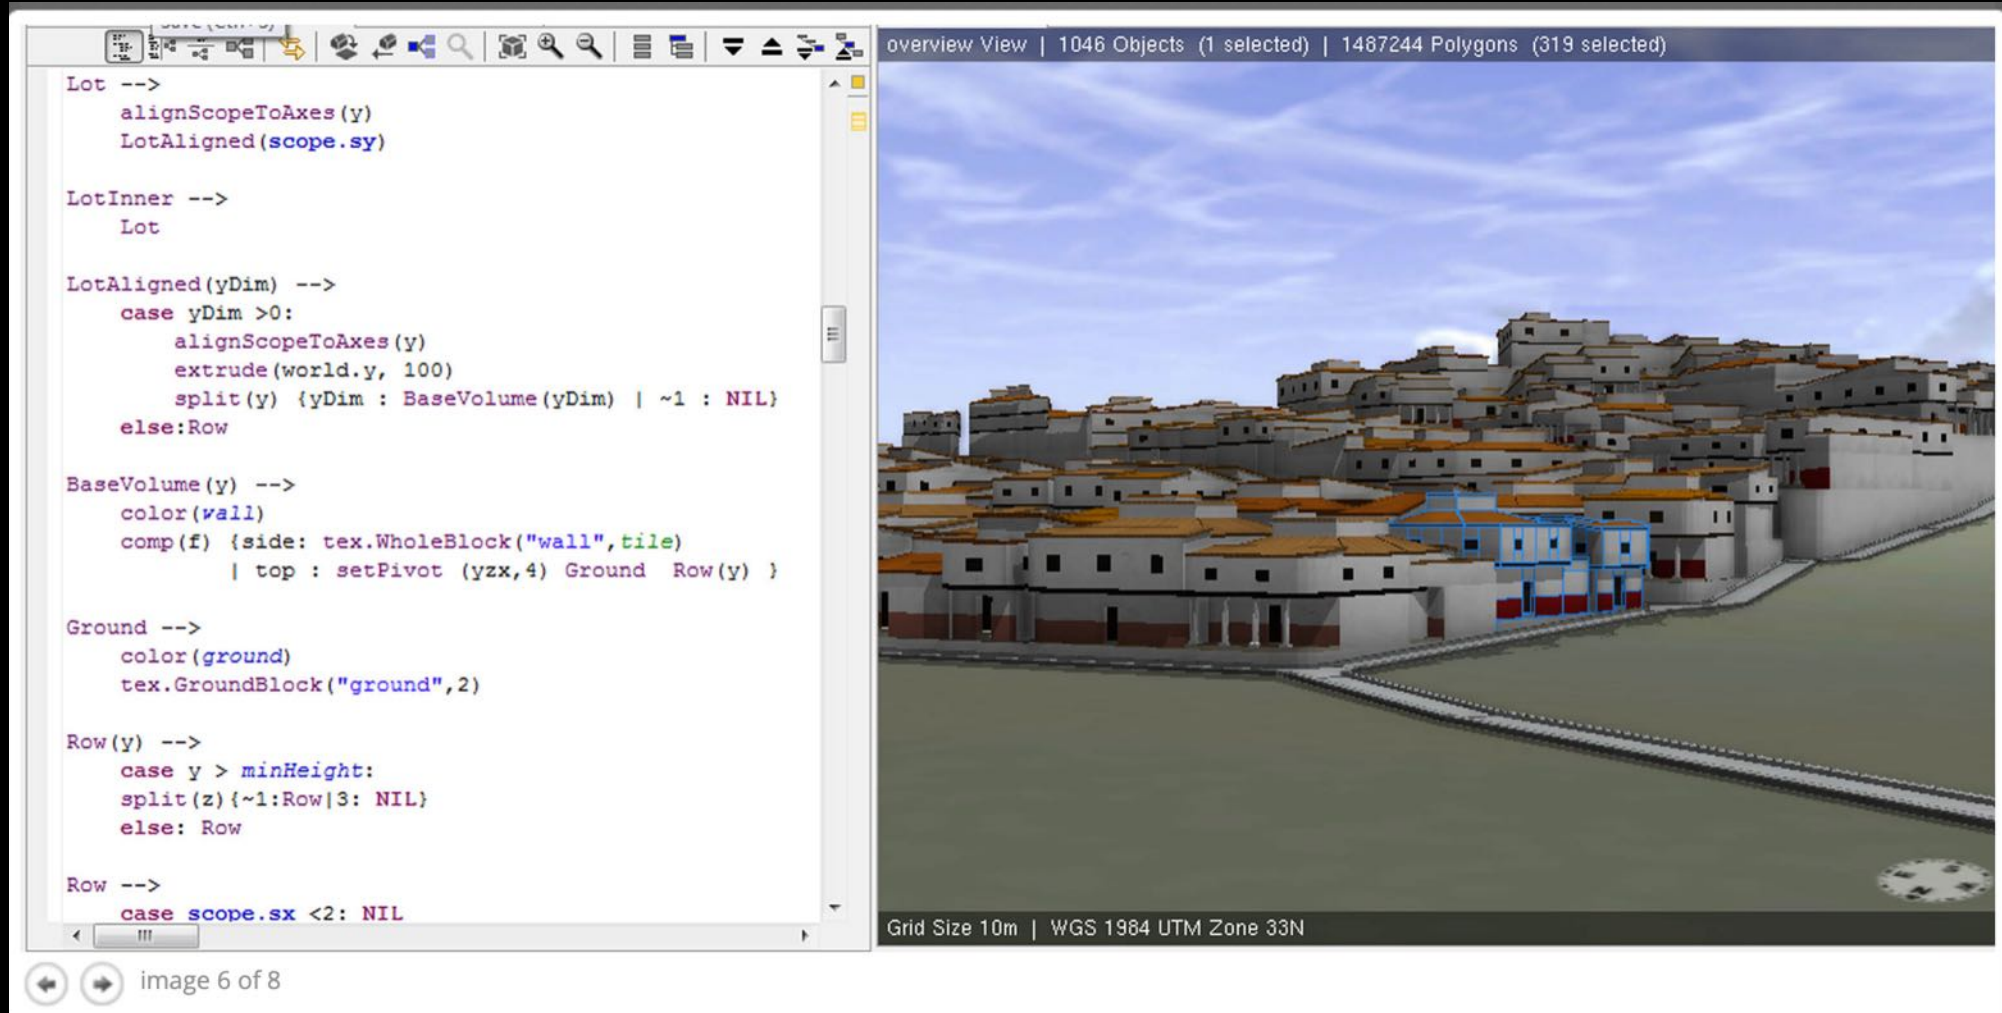 Save (Ctrl+S)
Lot -->
alignScopeToAxes(y)
LotAligned(scope.sy)
LotInner -->
Lot
LotAligned(yDim) -->
case yDim >0:
alignScopeToAxes(y)
extrude(world.y, 100)
split(y) {yDim : BaseVolume(yDim) | ~1 : NIL}
else:Row
BaseVolume(y) -->
color(wall)
comp(f) {side: tex.WholeBlock("wall",tile)
| top : setPivot (yzx,4) Ground Row(y) }
Ground -->
color(ground)
tex.GroundBlock("ground",2)
Row(y) -->
case y > minHeight:
split(z){~1:Row|3: NIL}
else: Row
Row -->
case scope.sx <2: NIL
overview View | 1046 Objects (1 selected) | 1487244 Polygons (319 selected)
Grid Size 10m | WGS 1984 UTM Zone 33N
image 6 of 8